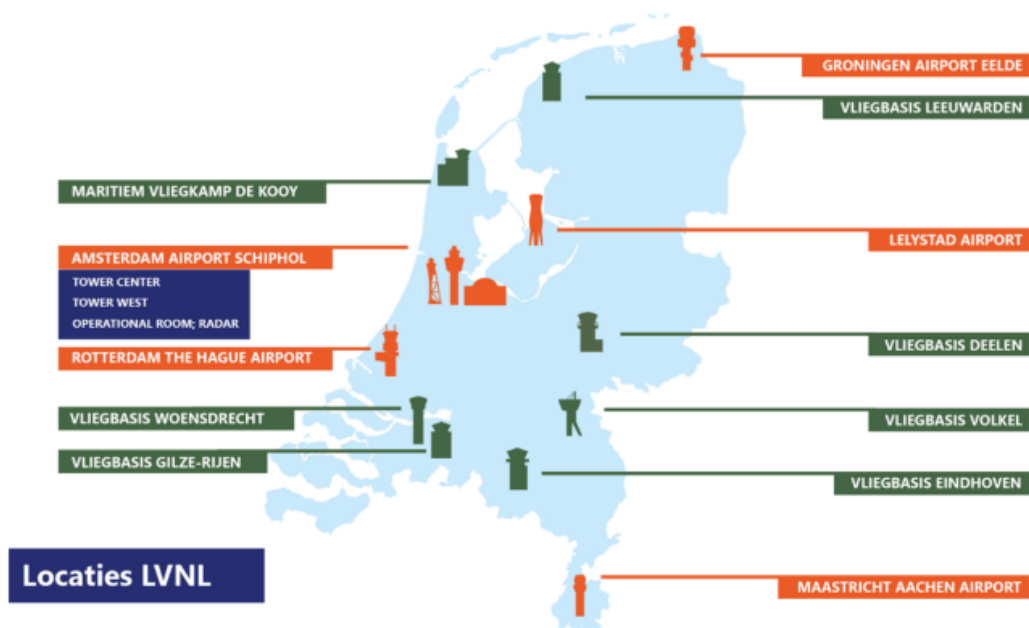 GRONINGEN AIRPORT EELDE
VLIEGBASIS LEEUWARDEN
MARITIEM VLIEGKAMP DE KOOY
LELYSTAD AIRPORT
AMSTERDAM AIRPORT SCHIPHOL
TOWER CENTER
TOWER WEST
OPERATIONAL ROOM; RADAR
VLIEGBASIS DEELEN
ROTTERDAM THE HAGUE AIRPORT
VLIEGBASIS WOENSDRECHT
VLIEGBASIS VOLKEL
VLIEGBASIS GILZE-RIJEN
VLIEGBASIS EINDHOVEN
Locaties LVNL
MAASTRICHT AACHEN AIRPORT